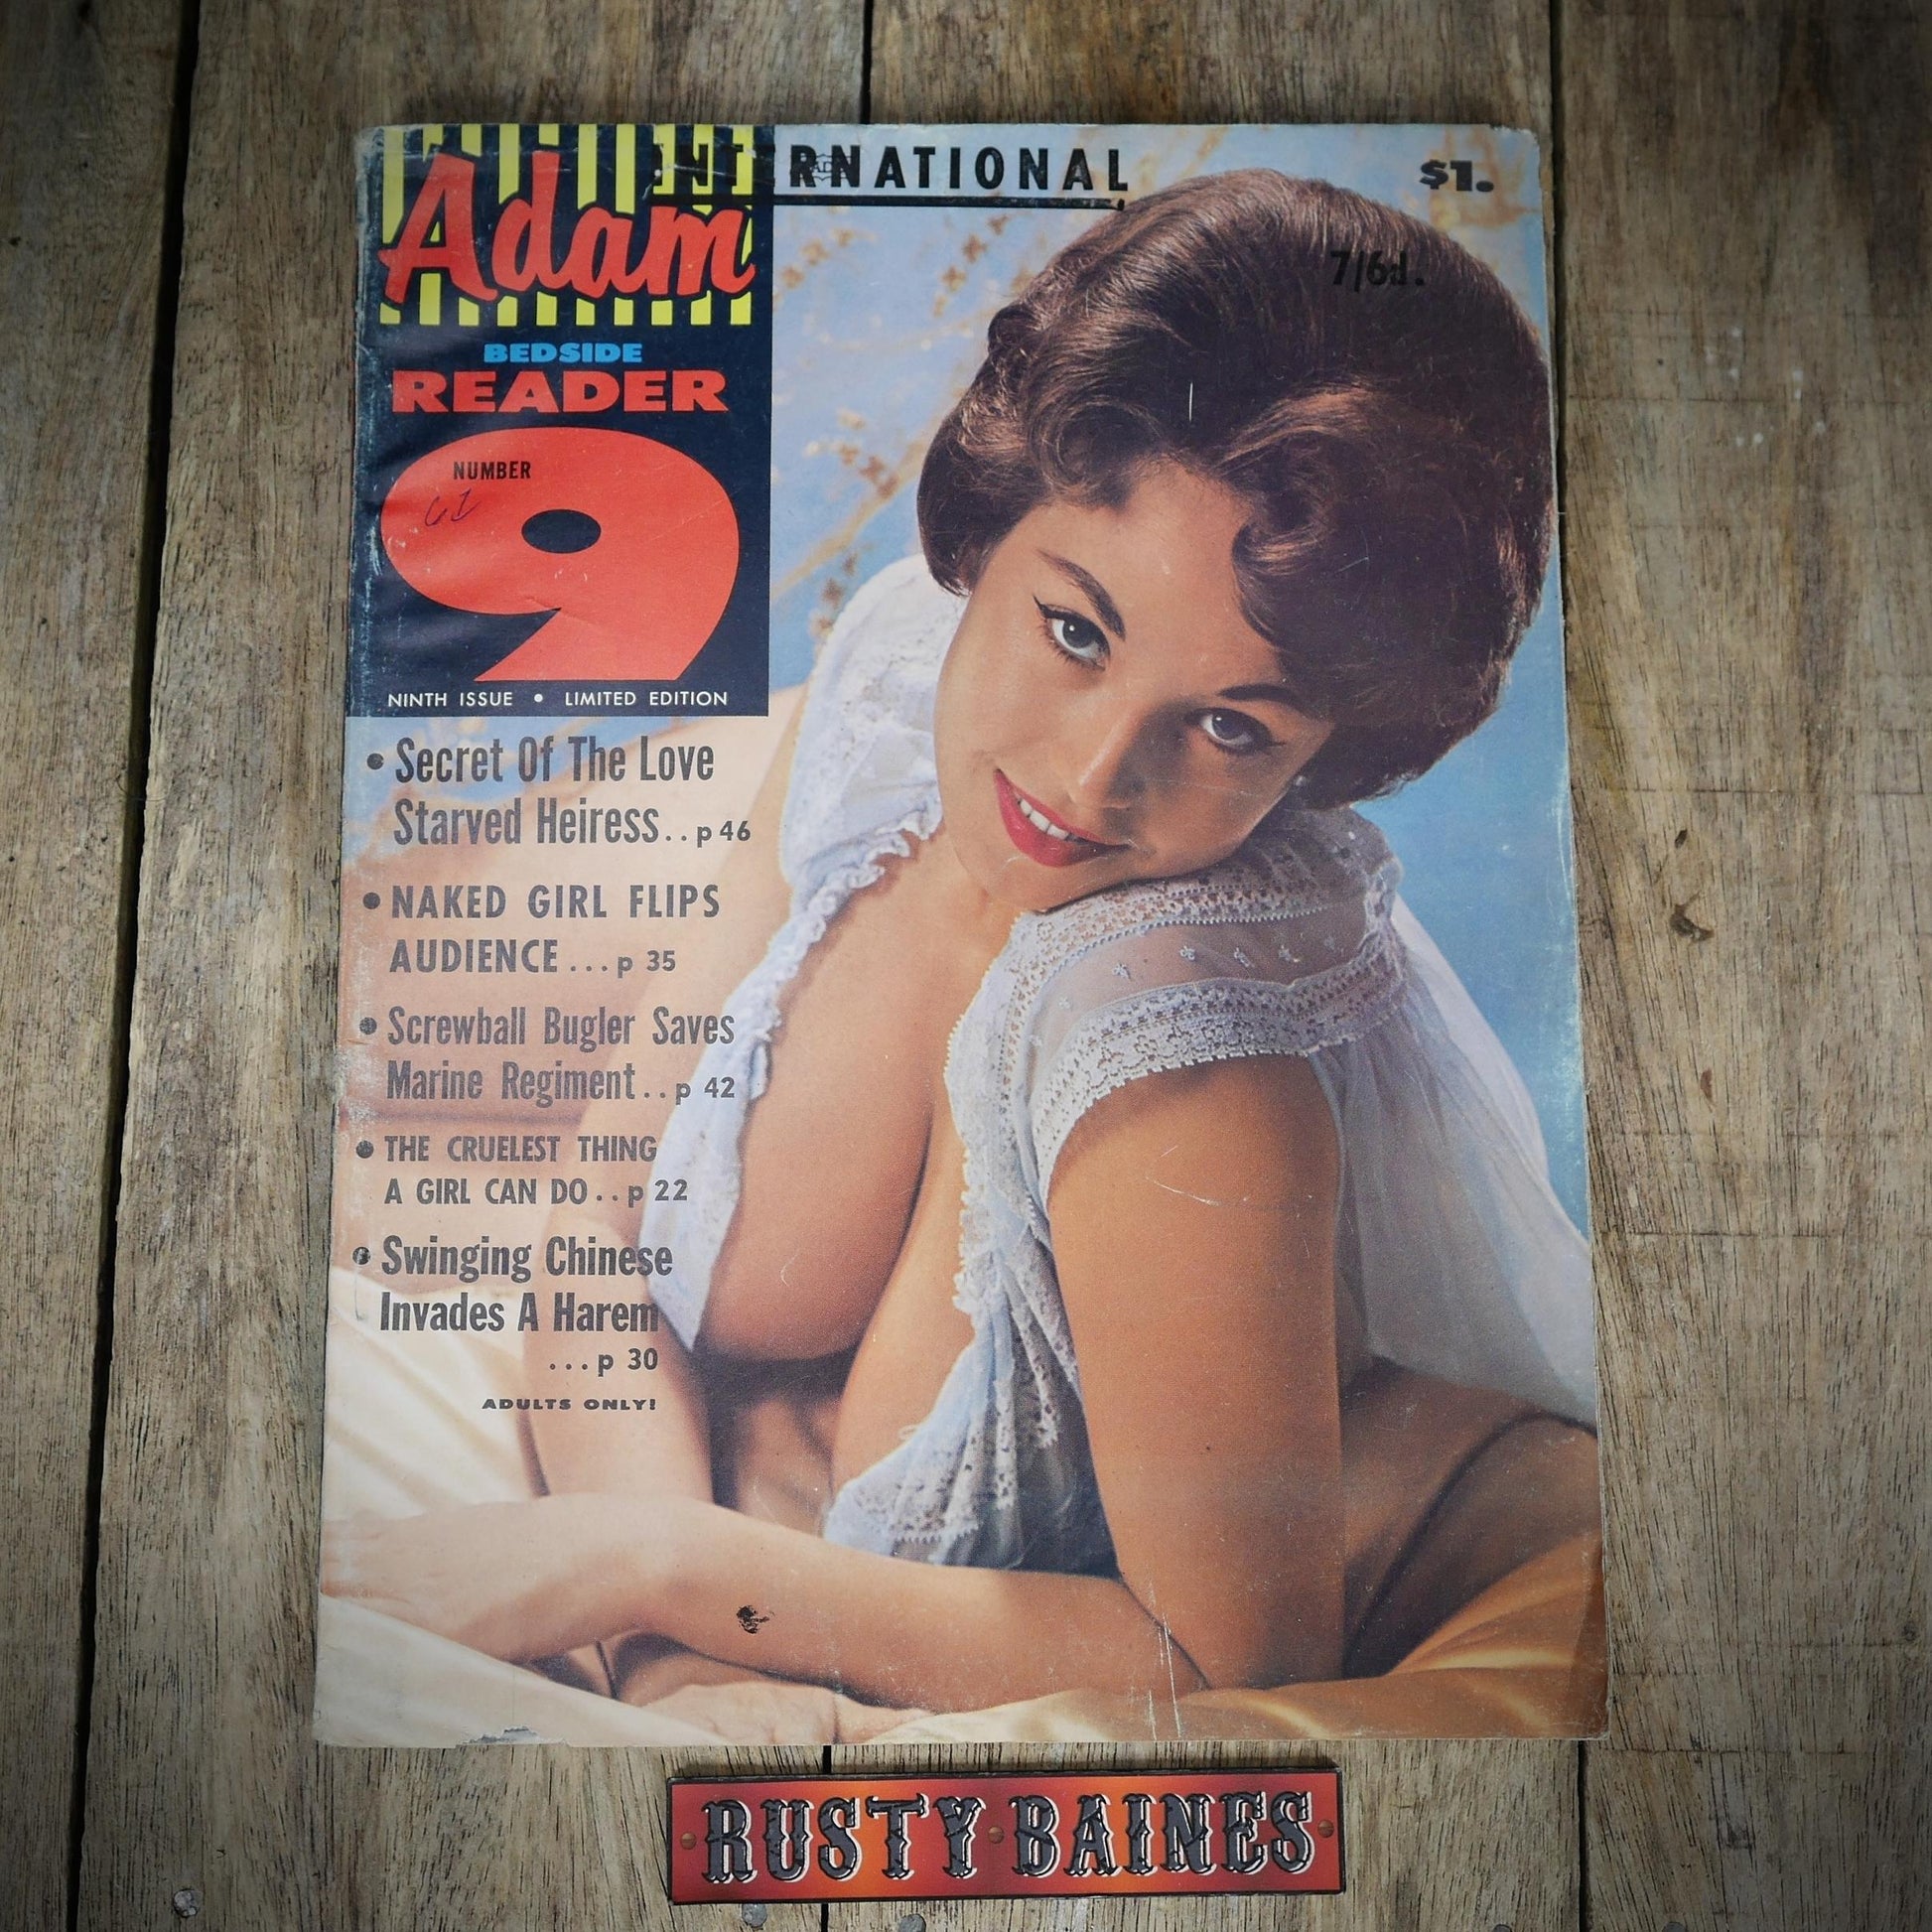 INTERNATIONAL
$1.
Adam
7/6d.
BEDSIDE
READER
NUMBER
61
9
NINTH ISSUE • LIMITED EDITION
• Secret Of The Love
Starved Heiress..p 46
• NAKED GIRL FLIPS
AUDIENCE...p 35
• Screwball Bugler Saves
Marine Regiment..p 42
• THE CRUELEST THING
A GIRL CAN DO..p 22
• Swinging Chinese
Invades A Harem
...p 30
ADULTS ONLY!
RUSTY BAINES